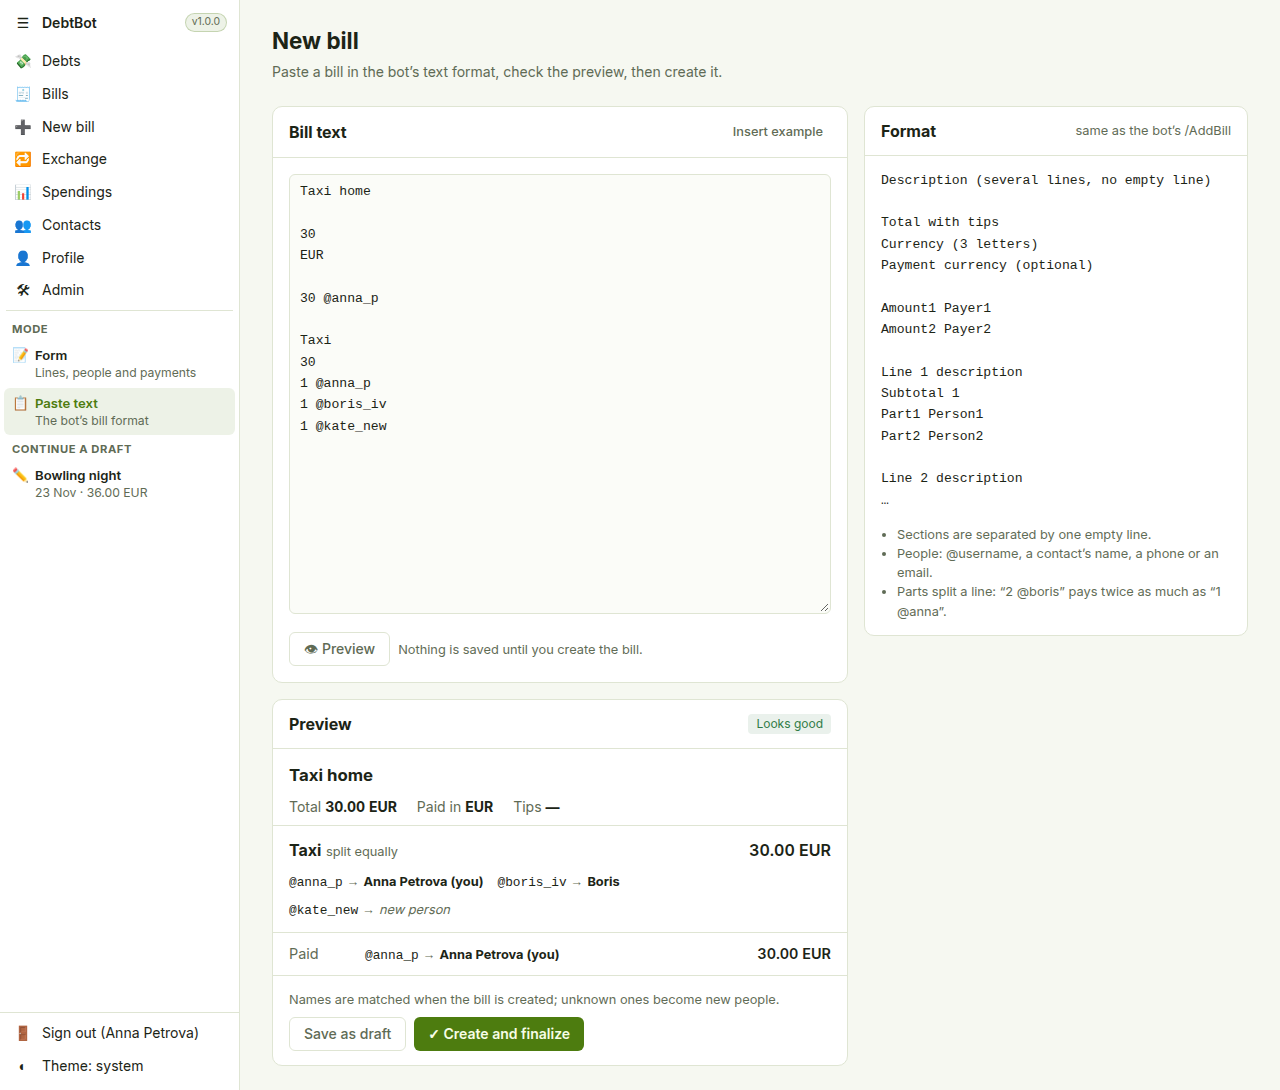 DebtBot
v1.0.0
Debts
Bills
New bill
Exchange
Spendings
Contacts
Profile
Admin
MODE
Form
Lines, people and payments
Paste text
The bot’s bill format
CONTINUE A DRAFT
Bowling night
23 Nov · 36.00 EUR
Sign out (Anna Petrova)
Theme: system
New bill
Paste a bill in the bot’s text format, check the preview, then create it.
Bill text
Insert example
Taxi home
30
EUR
30 @anna_p
Taxi
30
1 @anna_p
1 @boris_iv
1 @kate_new
Preview
Nothing is saved until you create the bill.
Format
same as the bot’s /AddBill
Description (several lines, no empty line)
Total with tips
Currency (3 letters)
Payment currency (optional)
Amount1 Payer1
Amount2 Payer2
Line 1 description
Subtotal 1
Part1 Person1
Part2 Person2
Line 2 description
…
• Sections are separated by one empty line.
• People: @username, a contact’s name, a phone or an
email.
• Parts split a line: “2 @boris” pays twice as much as “1
@anna”.
Preview
Looks good
Taxi home
Total 30.00 EUR Paid in EUR Tips —
Taxi split equally 30.00 EUR
@anna_p → Anna Petrova (you) @boris_iv → Boris
@kate_new → new person
Paid @anna_p → Anna Petrova (you) 30.00 EUR
Names are matched when the bill is created; unknown ones become new people.
Save as draft
✓ Create and finalize